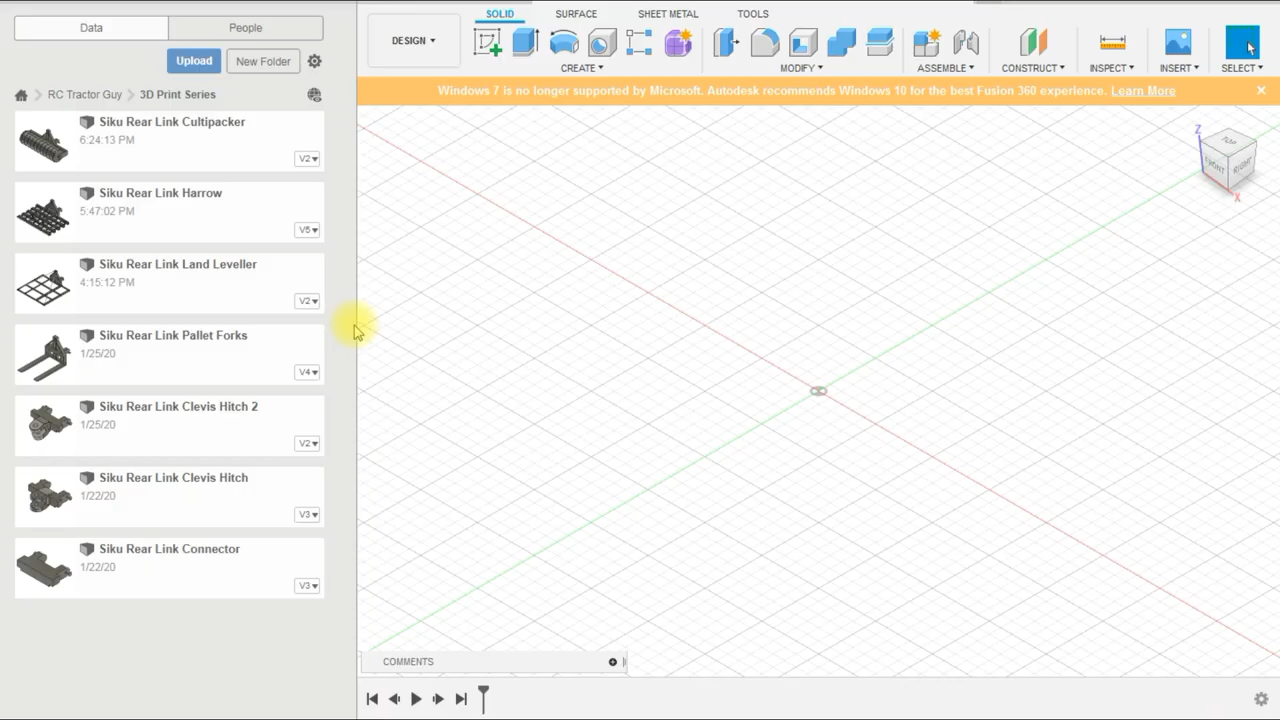 Data
People
Upload
New Folder
RC Tractor Guy
3D Print Series
Siku Rear Link Cultipacker
6:24:13 PM
V2
Siku Rear Link Harrow
5:47:02 PM
V5
Siku Rear Link Land Leveller
4:15:12 PM
V2
Siku Rear Link Pallet Forks
1/25/20
V4
Siku Rear Link Clevis Hitch 2
1/25/20
V2
Siku Rear Link Clevis Hitch
1/22/20
V3
Siku Rear Link Connector
1/22/20
V3
SOLID
SURFACE
SHEET METAL
TOOLS
DESIGN
CREATE
MODIFY
ASSEMBLE
CONSTRUCT
INSPECT
INSERT
SELECT
Windows 7 is no longer supported by Microsoft. Autodesk recommends Windows 10 for the best Fusion 360 experience. Learn More
Z
TOP
FRONT
RIGHT
X
COMMENTS